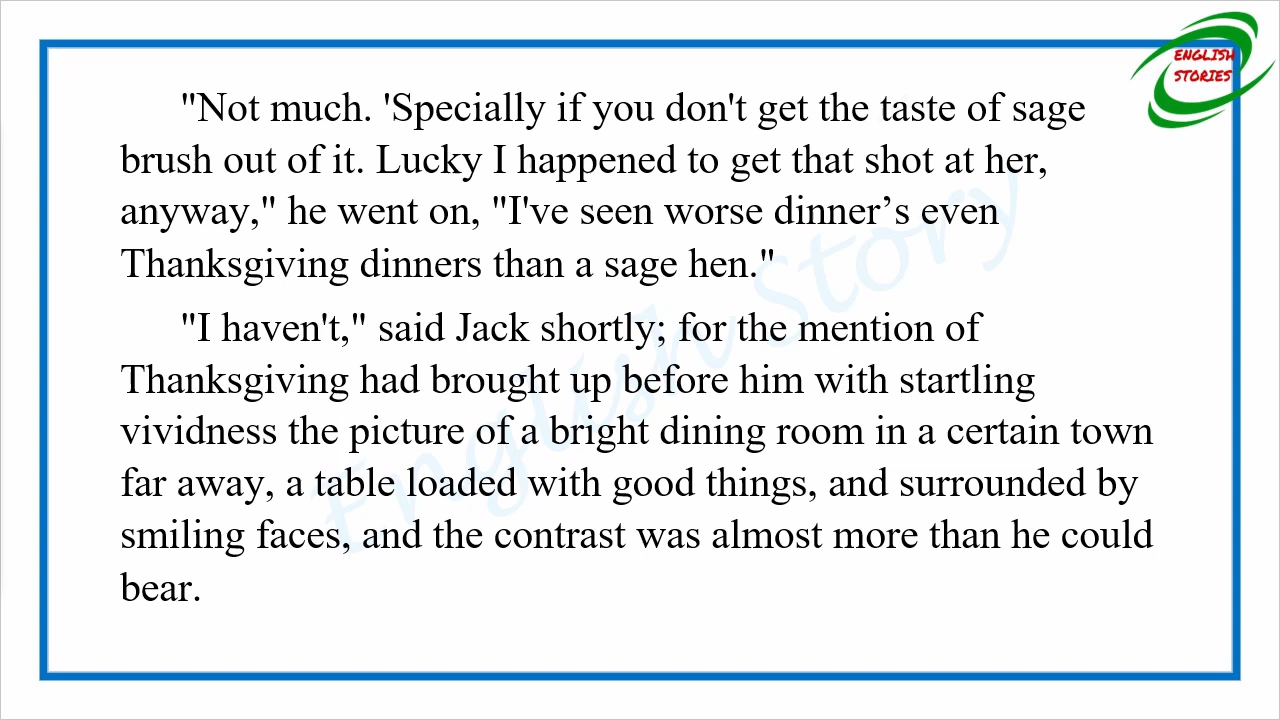 ENGLISH
STORIES
"Not much. 'Specially if you don't get the taste of sage
brush out of it. Lucky I happened to get that shot at her,
anyway," he went on, "I've seen worse dinner’s even
Thanksgiving dinners than a sage hen."
"I haven't," said Jack shortly; for the mention of
Thanksgiving had brought up before him with startling
vividness the picture of a bright dining room in a certain town
far away, a table loaded with good things, and surrounded by
smiling faces, and the contrast was almost more than he could
bear.
English Story